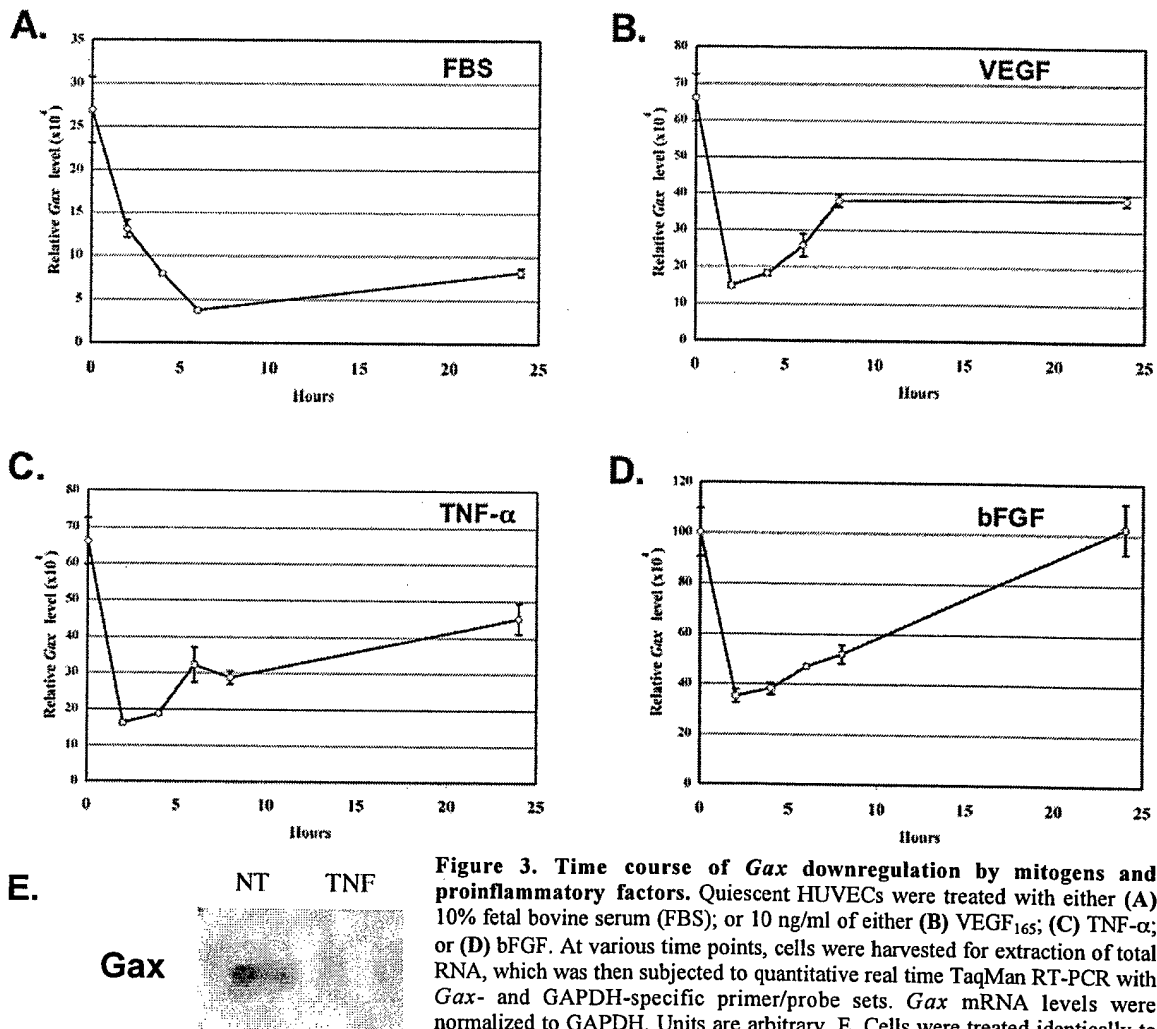 A.
FBS
Relative Gax level (x10⁴)
35
30
25
20
15
10
5
0
0 5 10 15 20 25
Hours
B.
VEGF
Relative Gax level (x10⁴)
80
70
60
50
40
30
20
10
0
0 5 10 15 20 25
Hours
C.
TNF-α
Relative Gax level (x10⁴)
80
70
60
50
40
30
20
10
0
0 5 10 15 20 25
Hours
D.
bFGF
Relative Gax level (x10⁴)
120
100
80
60
40
20
0
0 5 10 15 20 25
Hours
E.
NT TNF
Gax
Figure 3. Time course of Gax downregulation by mitogens and
proinflammatory factors. Quiescent HUVECs were treated with either (A)
10% fetal bovine serum (FBS); or 10 ng/ml of either (B) VEGF₁₆₅; (C) TNF-α;
or (D) bFGF. At various time points, cells were harvested for extraction of total
RNA, which was then subjected to quantitative real time TaqMan RT-PCR with
Gax- and GAPDH-specific primer/probe sets. Gax mRNA levels were
normalized to GAPDH. Units are arbitrary. E. Cells were treated identically to